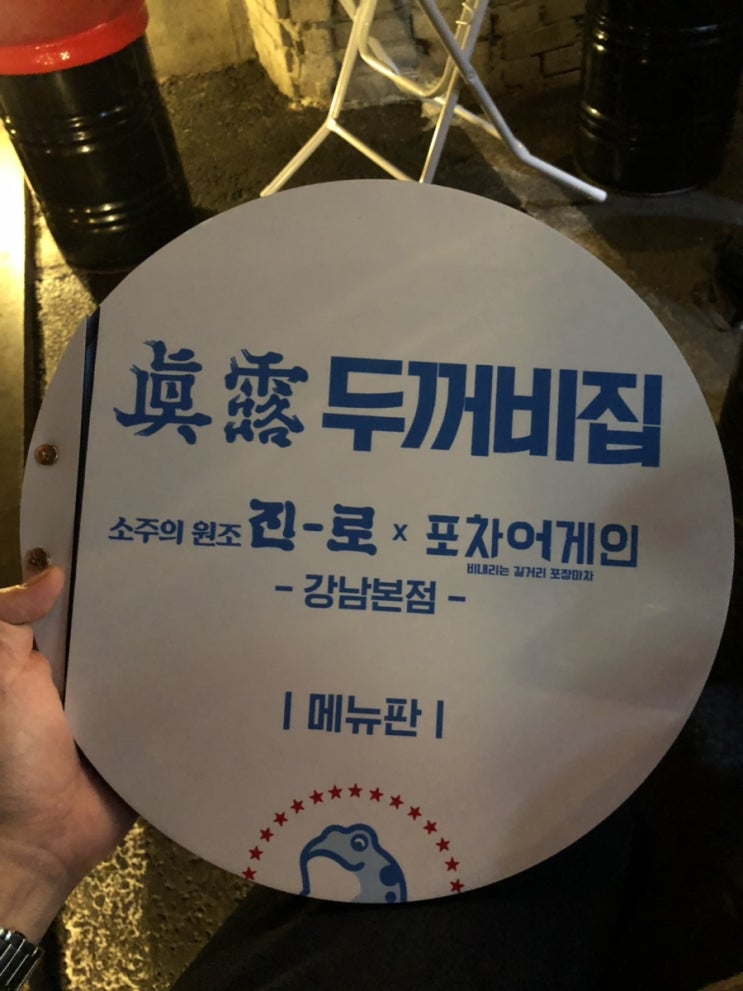 眞露 두꺼비집
소주의 원조 진-로 x 포차어게인
비내리는 길거리 포장마차
- 강남본점 -
| 메뉴판 |